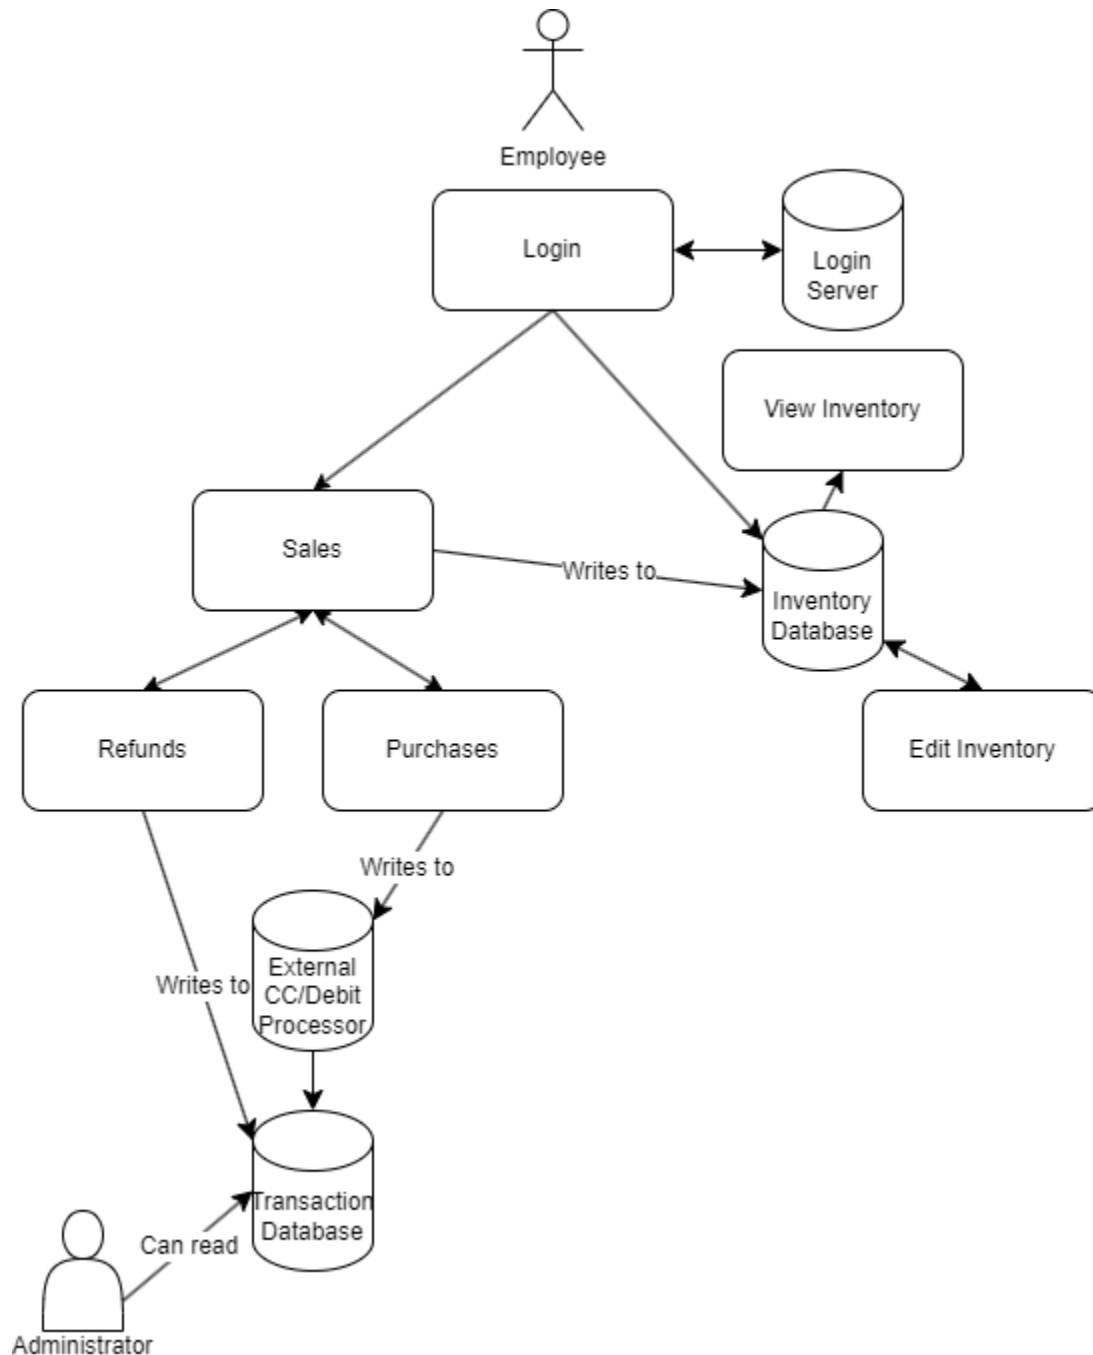 Employee
Login
Login
Server
View Inventory
Sales
Writes to
Inventory
Database
Refunds
Purchases
Edit Inventory
Writes to
External
CC/Debit
Processor
Writes to
Transaction
Database
Can read
Administrator